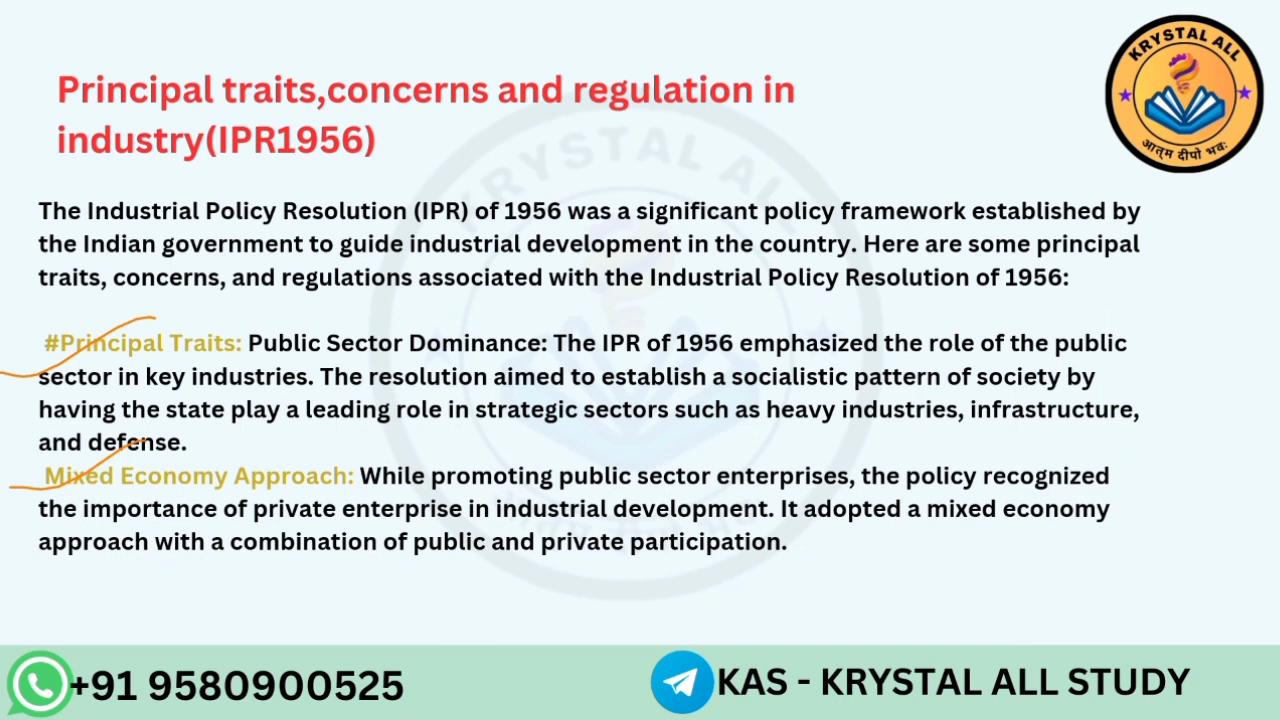 KRYSTAL ALL
आत्म दीपो भवः
Principal traits,concerns and regulation in
industry(IPR1956)
The Industrial Policy Resolution (IPR) of 1956 was a significant policy framework established by
the Indian government to guide industrial development in the country. Here are some principal
traits, concerns, and regulations associated with the Industrial Policy Resolution of 1956:
#Principal Traits: Public Sector Dominance: The IPR of 1956 emphasized the role of the public
sector in key industries. The resolution aimed to establish a socialistic pattern of society by
having the state play a leading role in strategic sectors such as heavy industries, infrastructure,
and defense.
Mixed Economy Approach: While promoting public sector enterprises, the policy recognized
the importance of private enterprise in industrial development. It adopted a mixed economy
approach with a combination of public and private participation.
+91 9580900525
KAS - KRYSTAL ALL STUDY